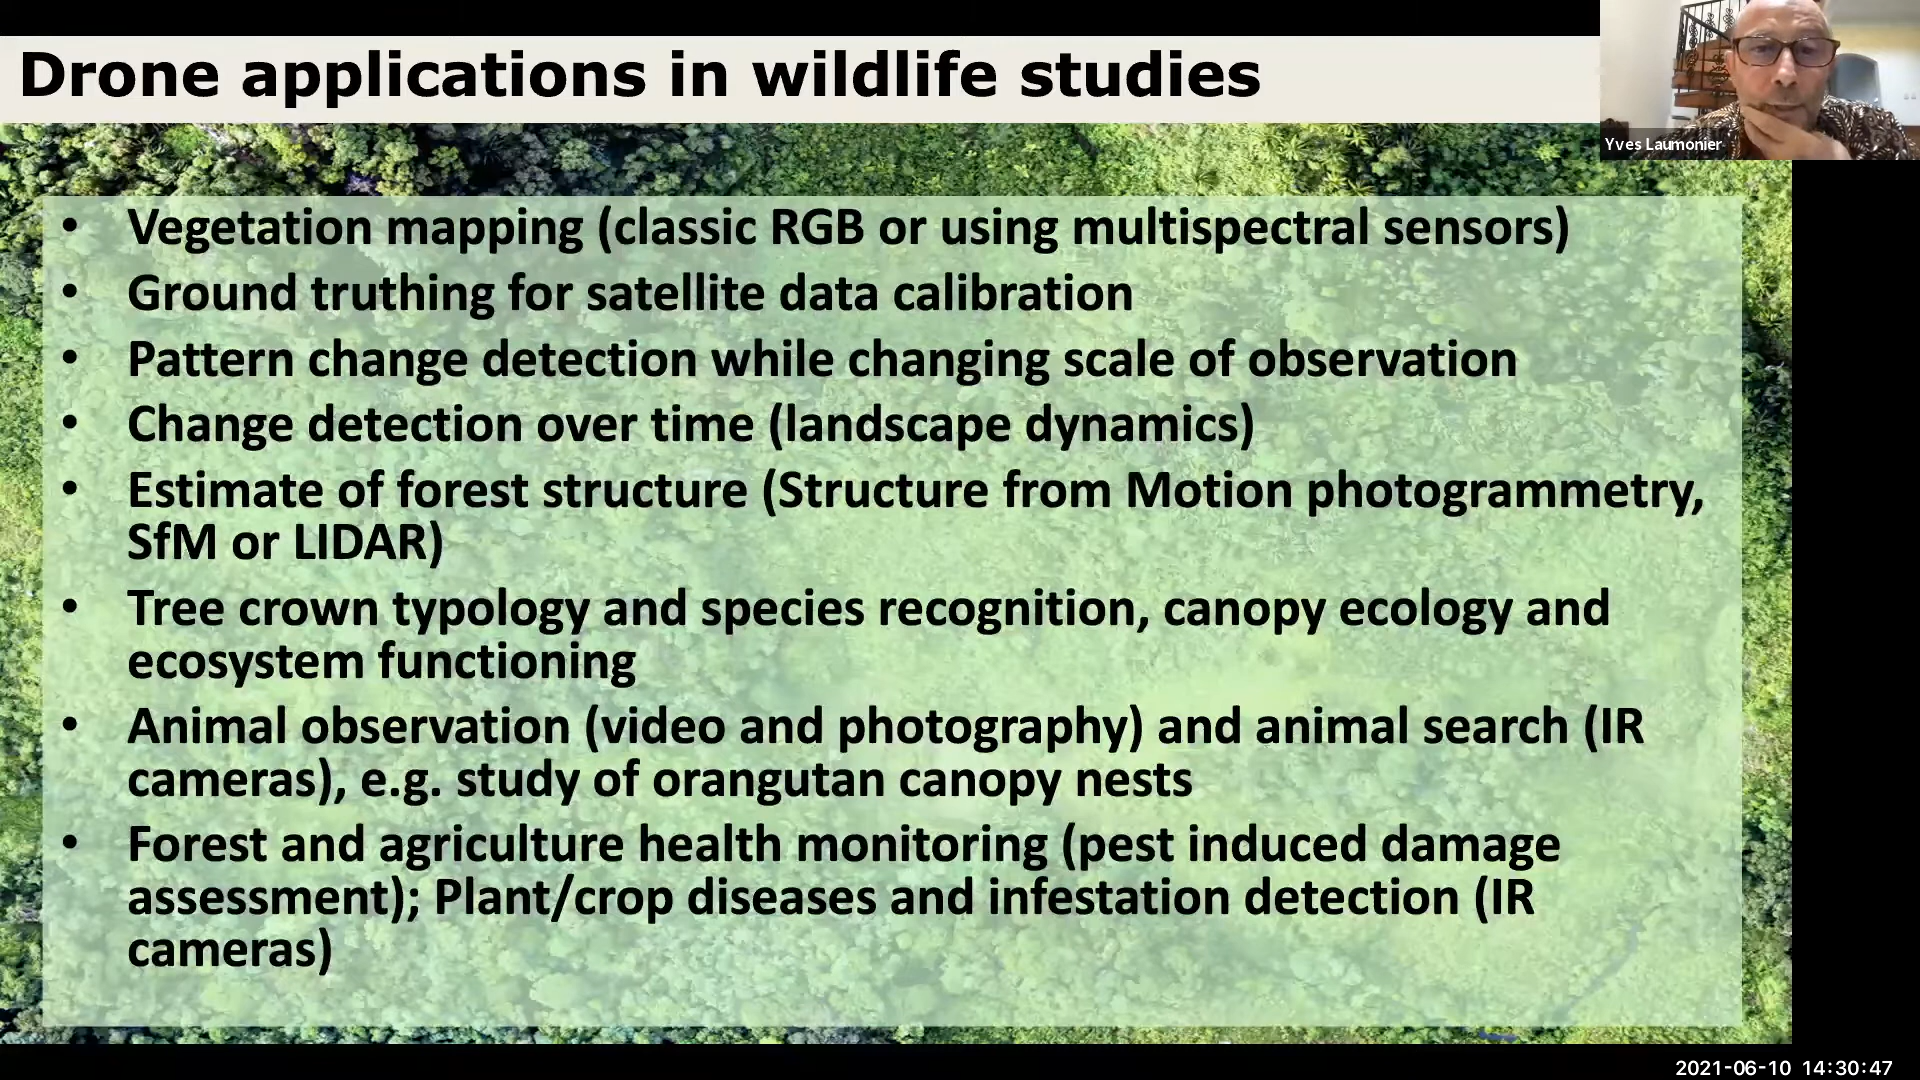 Drone applications in wildlife studies
Yves Laumonier
• Vegetation mapping (classic RGB or using multispectral sensors)
• Ground truthing for satellite data calibration
• Pattern change detection while changing scale of observation
• Change detection over time (landscape dynamics)
• Estimate of forest structure (Structure from Motion photogrammetry,
SfM or LIDAR)
• Tree crown typology and species recognition, canopy ecology and
ecosystem functioning
• Animal observation (video and photography) and animal search (IR
cameras), e.g. study of orangutan canopy nests
• Forest and agriculture health monitoring (pest induced damage
assessment); Plant/crop diseases and infestation detection (IR
cameras)
2021-06-10 14:30:47